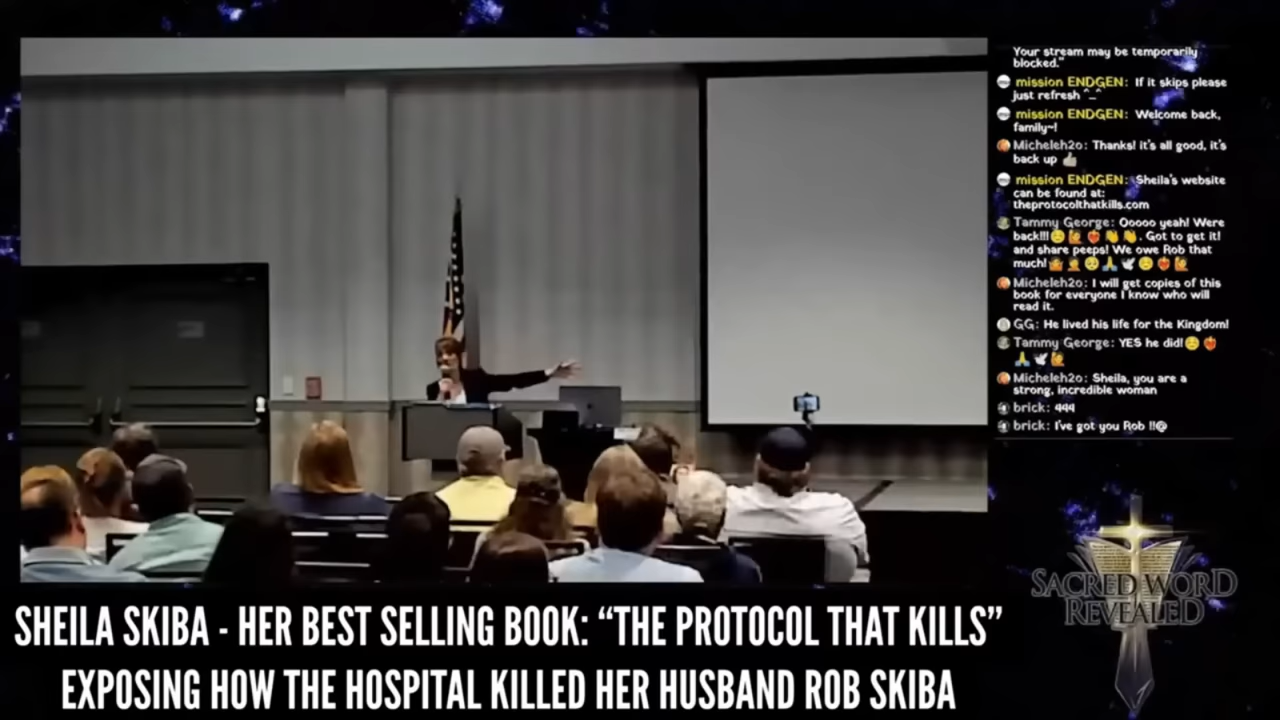 Your stream may be temporarily
blocked."
mission ENDGEN: If it skips please
just refresh ^_^
mission ENDGEN: Welcome back,
family~!
Micheleh2o: Thanks! it's all good, it's
back up 👍
mission ENDGEN: Sheila's website
can be found at:
theprotocolthatkills.com
Tammy George: Ooooo yeah! Were
back!!! . Got to get it!
and share peeps! We owe Rob that
much!
Micheleh2o: I will get copies of this
book for everyone I know who will
read it.
GG: He lived his life for the Kingdom!
Tammy George: YES he did!
Micheleh2o: Sheila, you are a
strong, incredible woman
brick: 444
brick: I've got you Rob !!@
SACRED WORD
REVEALED
SHEILA SKIBA - HER BEST SELLING BOOK: “THE PROTOCOL THAT KILLS”
EXPOSING HOW THE HOSPITAL KILLED HER HUSBAND ROB SKIBA